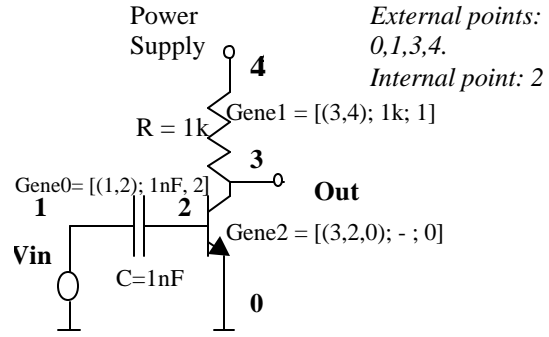 Power
Supply
External points:
0,1,3,4.
Internal point: 2
4
Gene1 = [(3,4); 1k; 1]
R = 1k
3
Gene0= [(1,2); 1nF, 2]
Out
1
2
Gene2 = [(3,2,0); - ; 0]
Vin
C=1nF
0